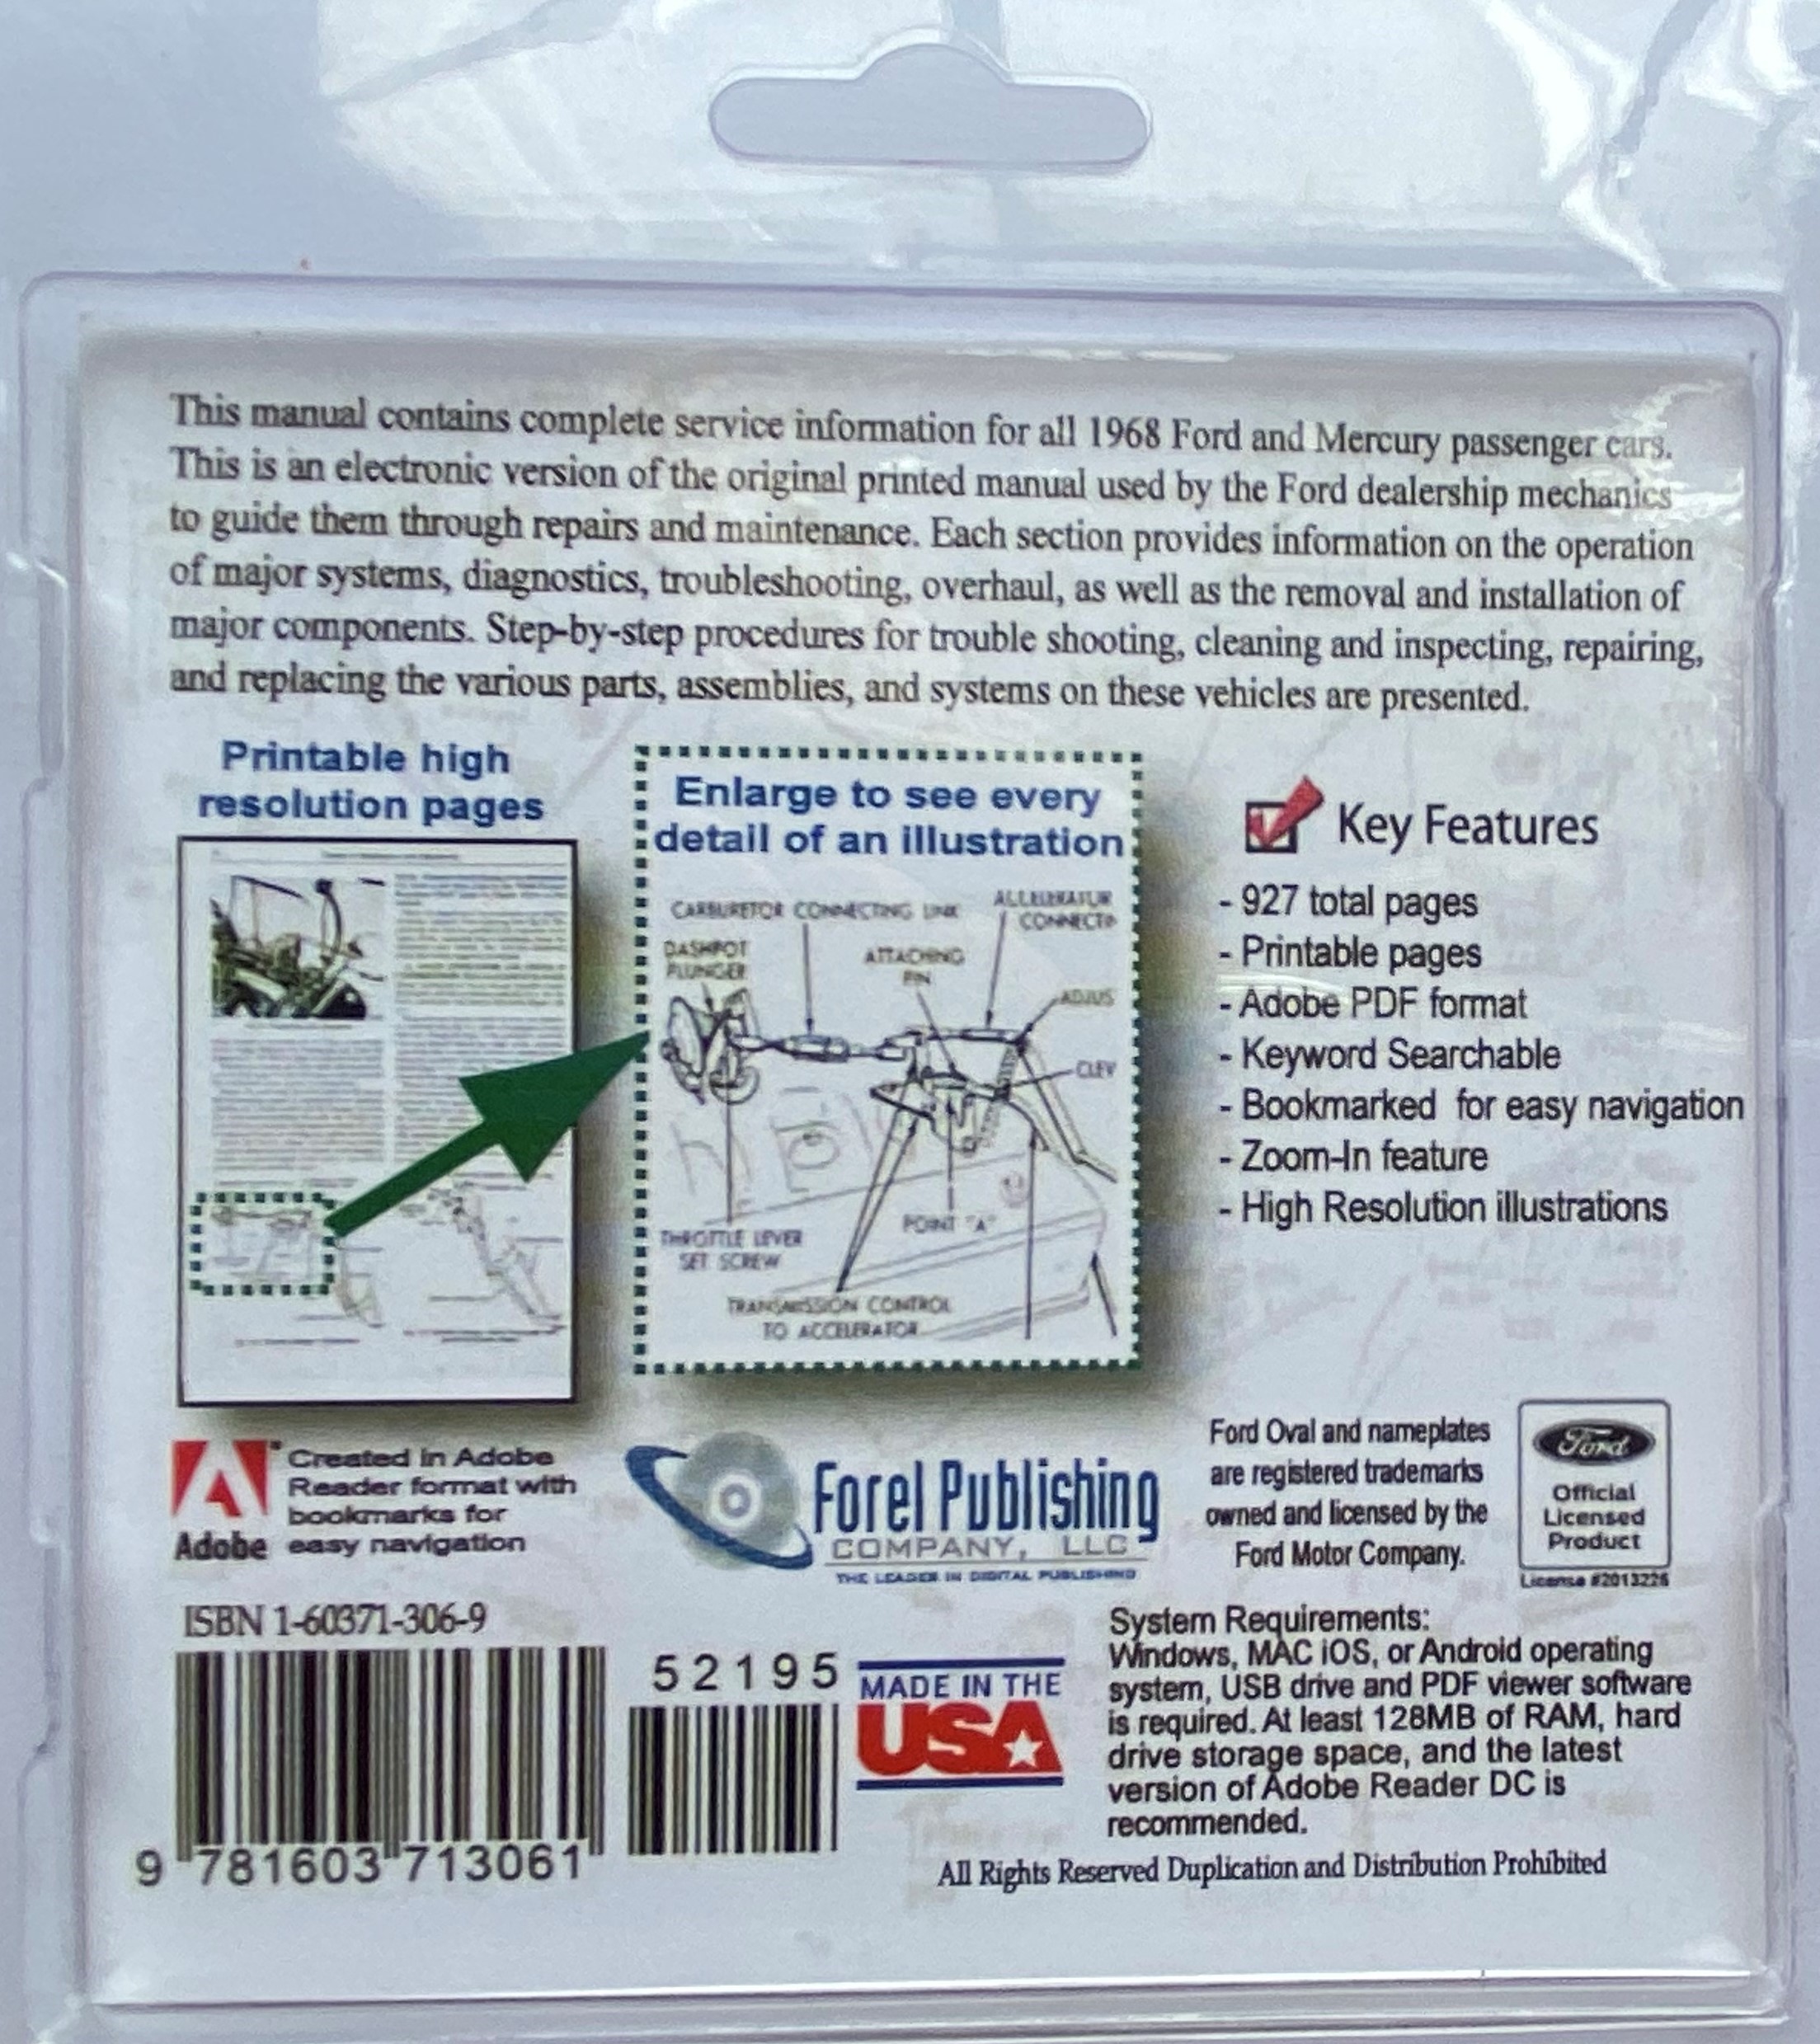 This manual contains complete service information for all 1968 Ford and Mercury passenger cars.
This is an electronic version of the original printed manual used by the Ford dealership mechanics
to guide them through repairs and maintenance. Each section provides information on the operation
of major systems, diagnostics, troubleshooting, overhaul, as well as the removal and installation of
major components. Step-by-step procedures for trouble shooting, cleaning and inspecting, repairing,
and replacing the various parts, assemblies, and systems on these vehicles are presented.
Printable high
resolution pages
Enlarge to see every
detail of an illustration
CARBURETOR CONNECTING LINK
ACCELERATOR
CONNECTIN
DASHPOT
PLUNGER
ATTACHING
PIN
ADJUS
CLEV
THROTTLE LEVER
SET SCREW
POINT "A"
TRANSMISSION CONTROL
TO ACCELERATOR
Key Features
- 927 total pages
- Printable pages
- Adobe PDF format
- Keyword Searchable
- Bookmarked for easy navigation
- Zoom-In feature
- High Resolution illustrations
Adobe
Created in Adobe
Reader format with
bookmarks for
easy navigation
Forel Publishing
COMPANY, LLC
THE LEADER IN DIGITAL PUBLISHING
Ford Oval and nameplates
are registered trademarks
owned and licensed by the
Ford Motor Company.
Ford
Official
Licensed
Product
License #2013226
ISBN 1-60371-306-9
9 781603 713061
52195
MADE IN THE
USA
System Requirements:
Windows, MAC iOS, or Android operating
system, USB drive and PDF viewer software
is required. At least 128MB of RAM, hard
drive storage space, and the latest
version of Adobe Reader DC is
recommended.
All Rights Reserved Duplication and Distribution Prohibited